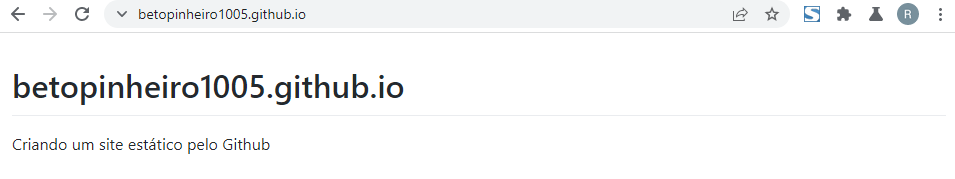 betopinheiro1005.github.io
R
betopinheiro1005.github.io
Criando um site estático pelo Github